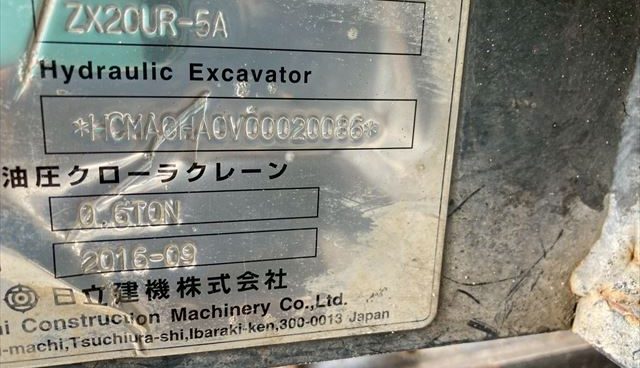 ZX20UR-5A
Hydraulic Excavator
*HCMA0HA0V00020086*
油圧クローラクレーン
0.6TON
2016-09
日立建機株式会社
Construction Machinery Co.,Ltd.
Tsuchiura-shi,Ibaraki-ken,300-0013 Japan